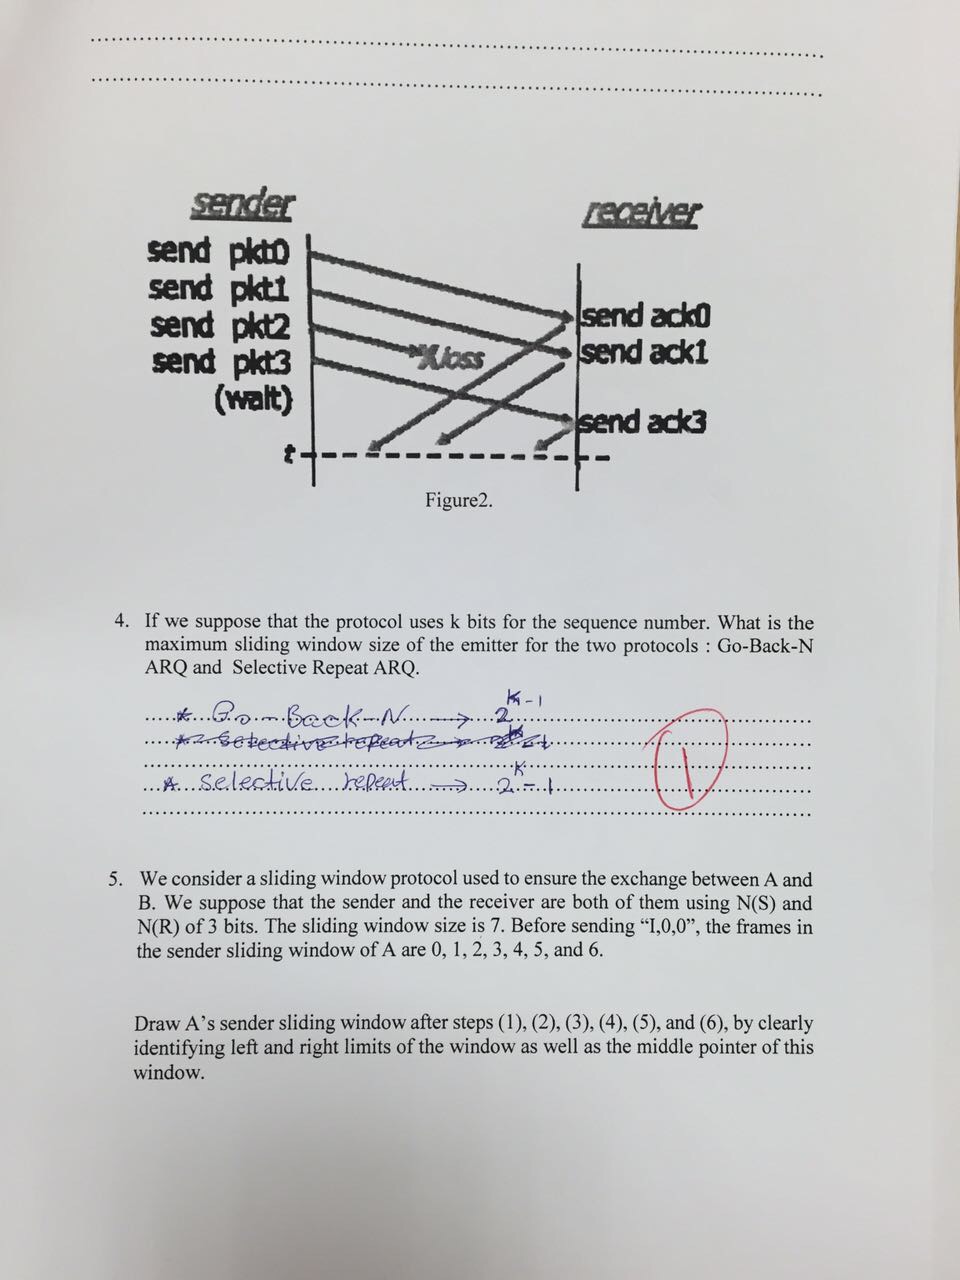 sender
receiver
send pkt0
send pkt1
send pkt2
send pkt3
(wait)
X loss
send ack0
send ack1
send ack3
t
Figure2.
4. If we suppose that the protocol uses k bits for the sequence number. What is the
maximum sliding window size of the emitter for the two protocols : Go-Back-N
ARQ and Selective Repeat ARQ.
* Go-Back-N → 2^K-1
* selective repeat →
* selective repeat → 2^K - 1
1
5. We consider a sliding window protocol used to ensure the exchange between A and
B. We suppose that the sender and the receiver are both of them using N(S) and
N(R) of 3 bits. The sliding window size is 7. Before sending “I,0,0”, the frames in
the sender sliding window of A are 0, 1, 2, 3, 4, 5, and 6.
Draw A’s sender sliding window after steps (1), (2), (3), (4), (5), and (6), by clearly
identifying left and right limits of the window as well as the middle pointer of this
window.